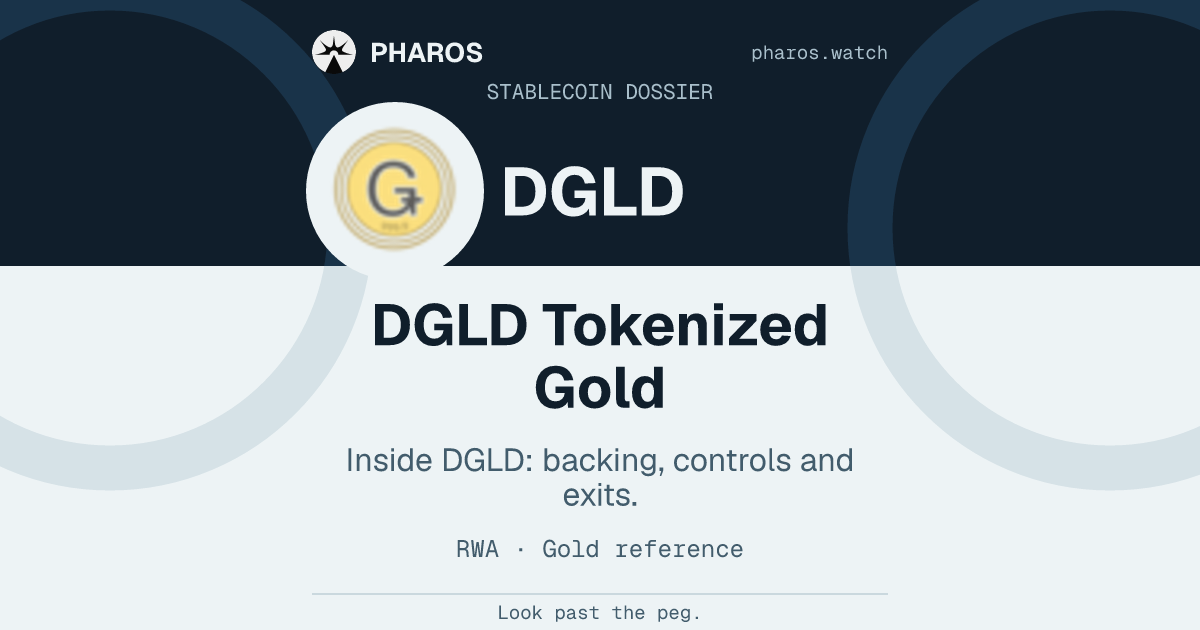 PHAROS
pharos.watch
STABLECOIN DOSSIER
DGLD
DGLD Tokenized
Gold
Inside DGLD: backing, controls and
exits.
RWA · Gold reference
Look past the peg.